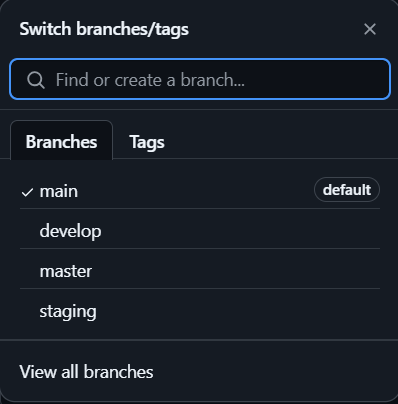 Switch branches/tags
Find or create a branch...
Branches Tags
main default
develop
master
staging
View all branches